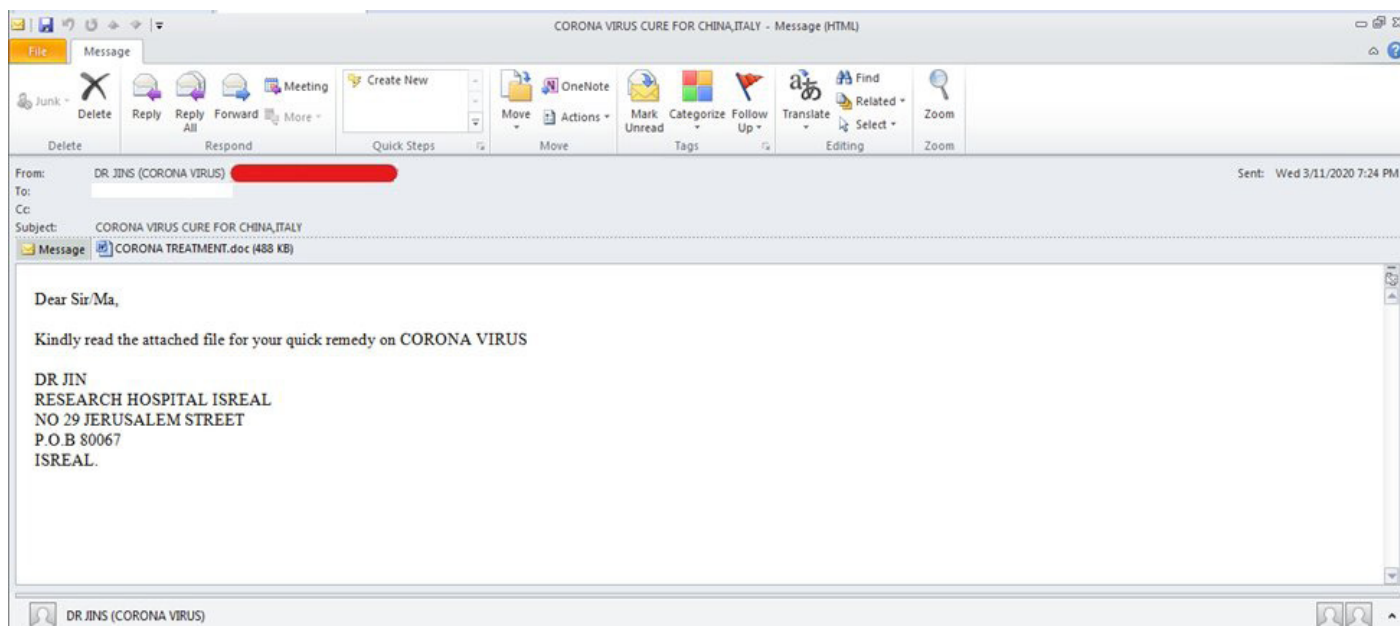 CORONA VIRUS CURE FOR CHINA,ITALY - Message (HTML)
File Message
Junk
Delete
Reply
Reply All
Forward
Meeting
More
Create New
Move
OneNote
Actions
Mark Unread
Categorize
Follow Up
Translate
Find
Related
Select
Zoom
Delete Respond Quick Steps Move Tags Editing Zoom
From: DR JINS (CORONA VIRUS) Sent: Wed 3/11/2020 7:24 PM
To:
Cc:
Subject: CORONA VIRUS CURE FOR CHINA,ITALY
Message CORONA TREATMENT.doc (488 KB)
Dear Sir/Ma,
Kindly read the attached file for your quick remedy on CORONA VIRUS
DR JIN
RESEARCH HOSPITAL ISREAL
NO 29 JERUSALEM STREET
P.O.B 80067
ISREAL.
DR JINS (CORONA VIRUS)